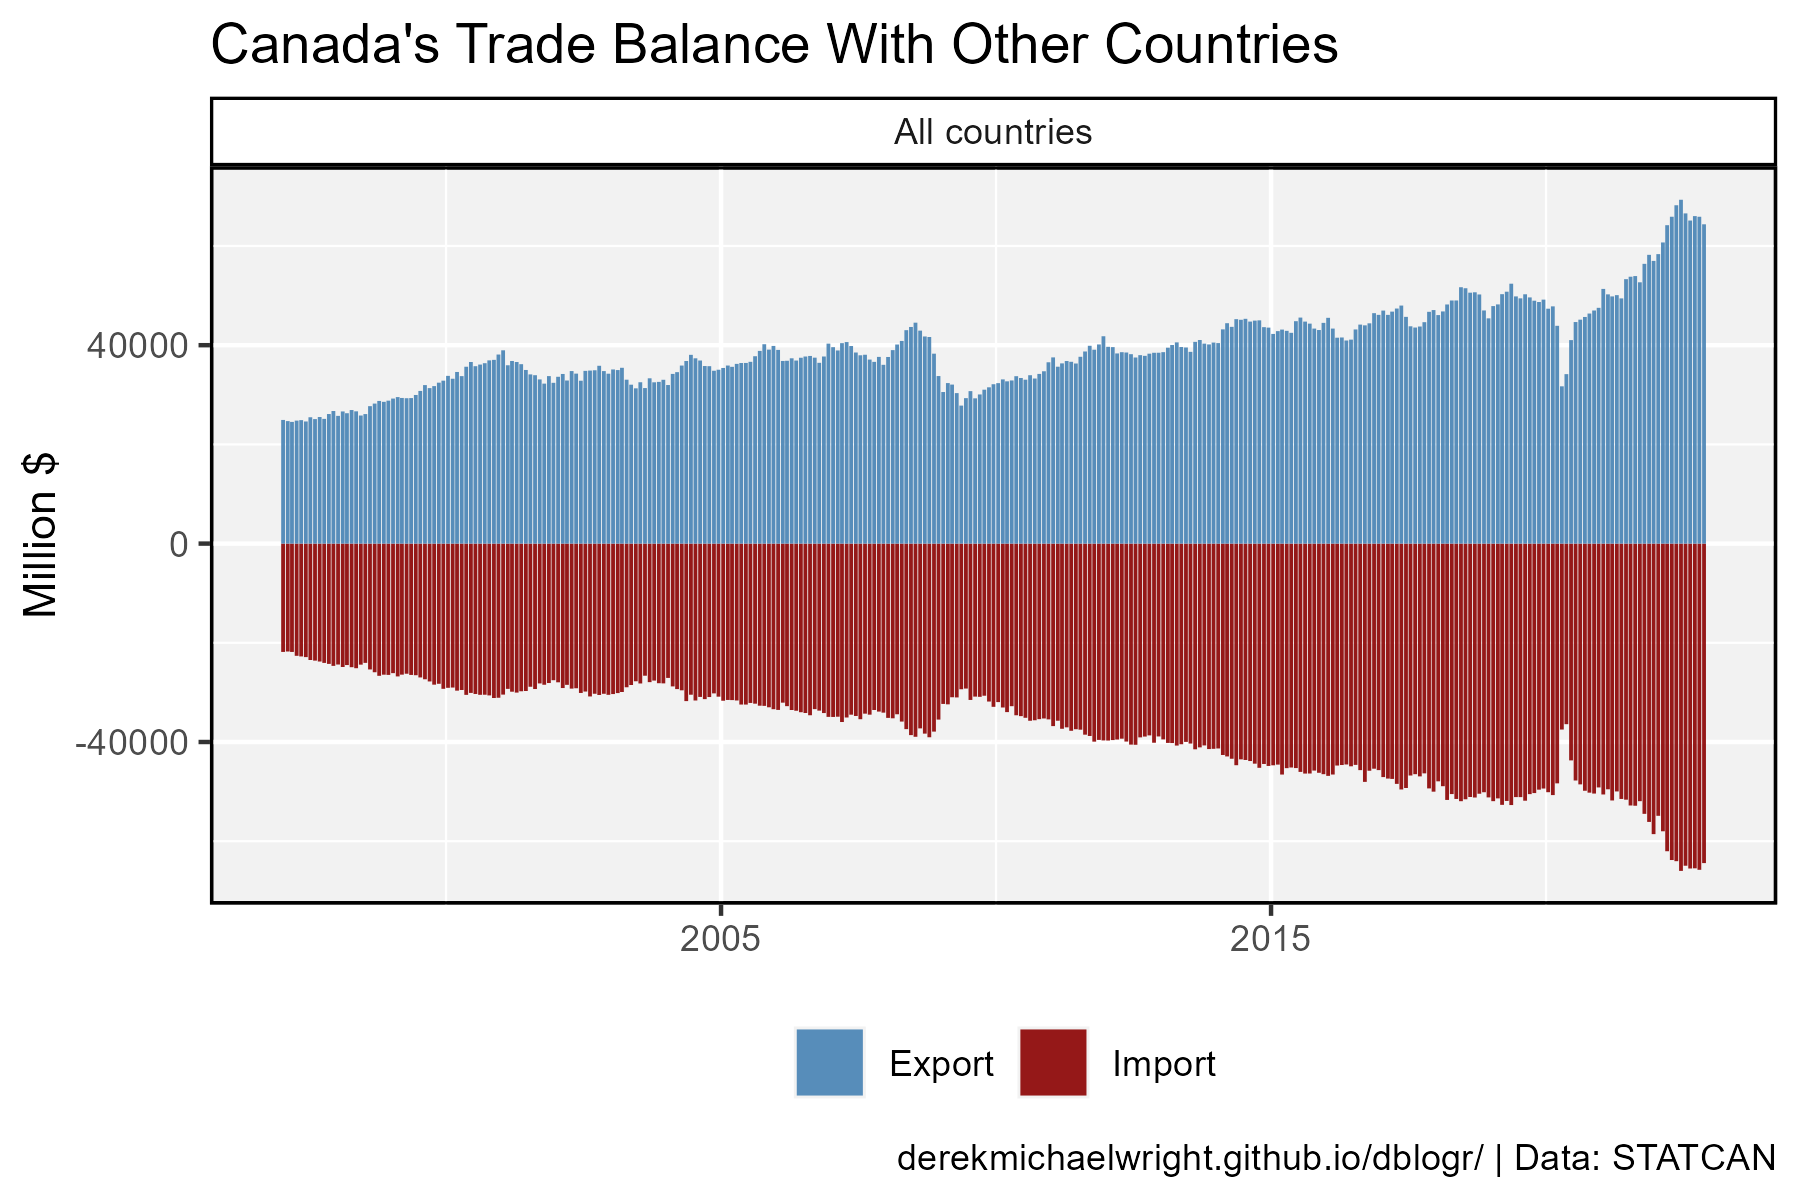 Canada's Trade Balance With Other Countries
All countries
Million $
40000
0
-40000
2005
2015
Export
Import
derekmichaelwright.github.io/dblogr/ | Data: STATCAN